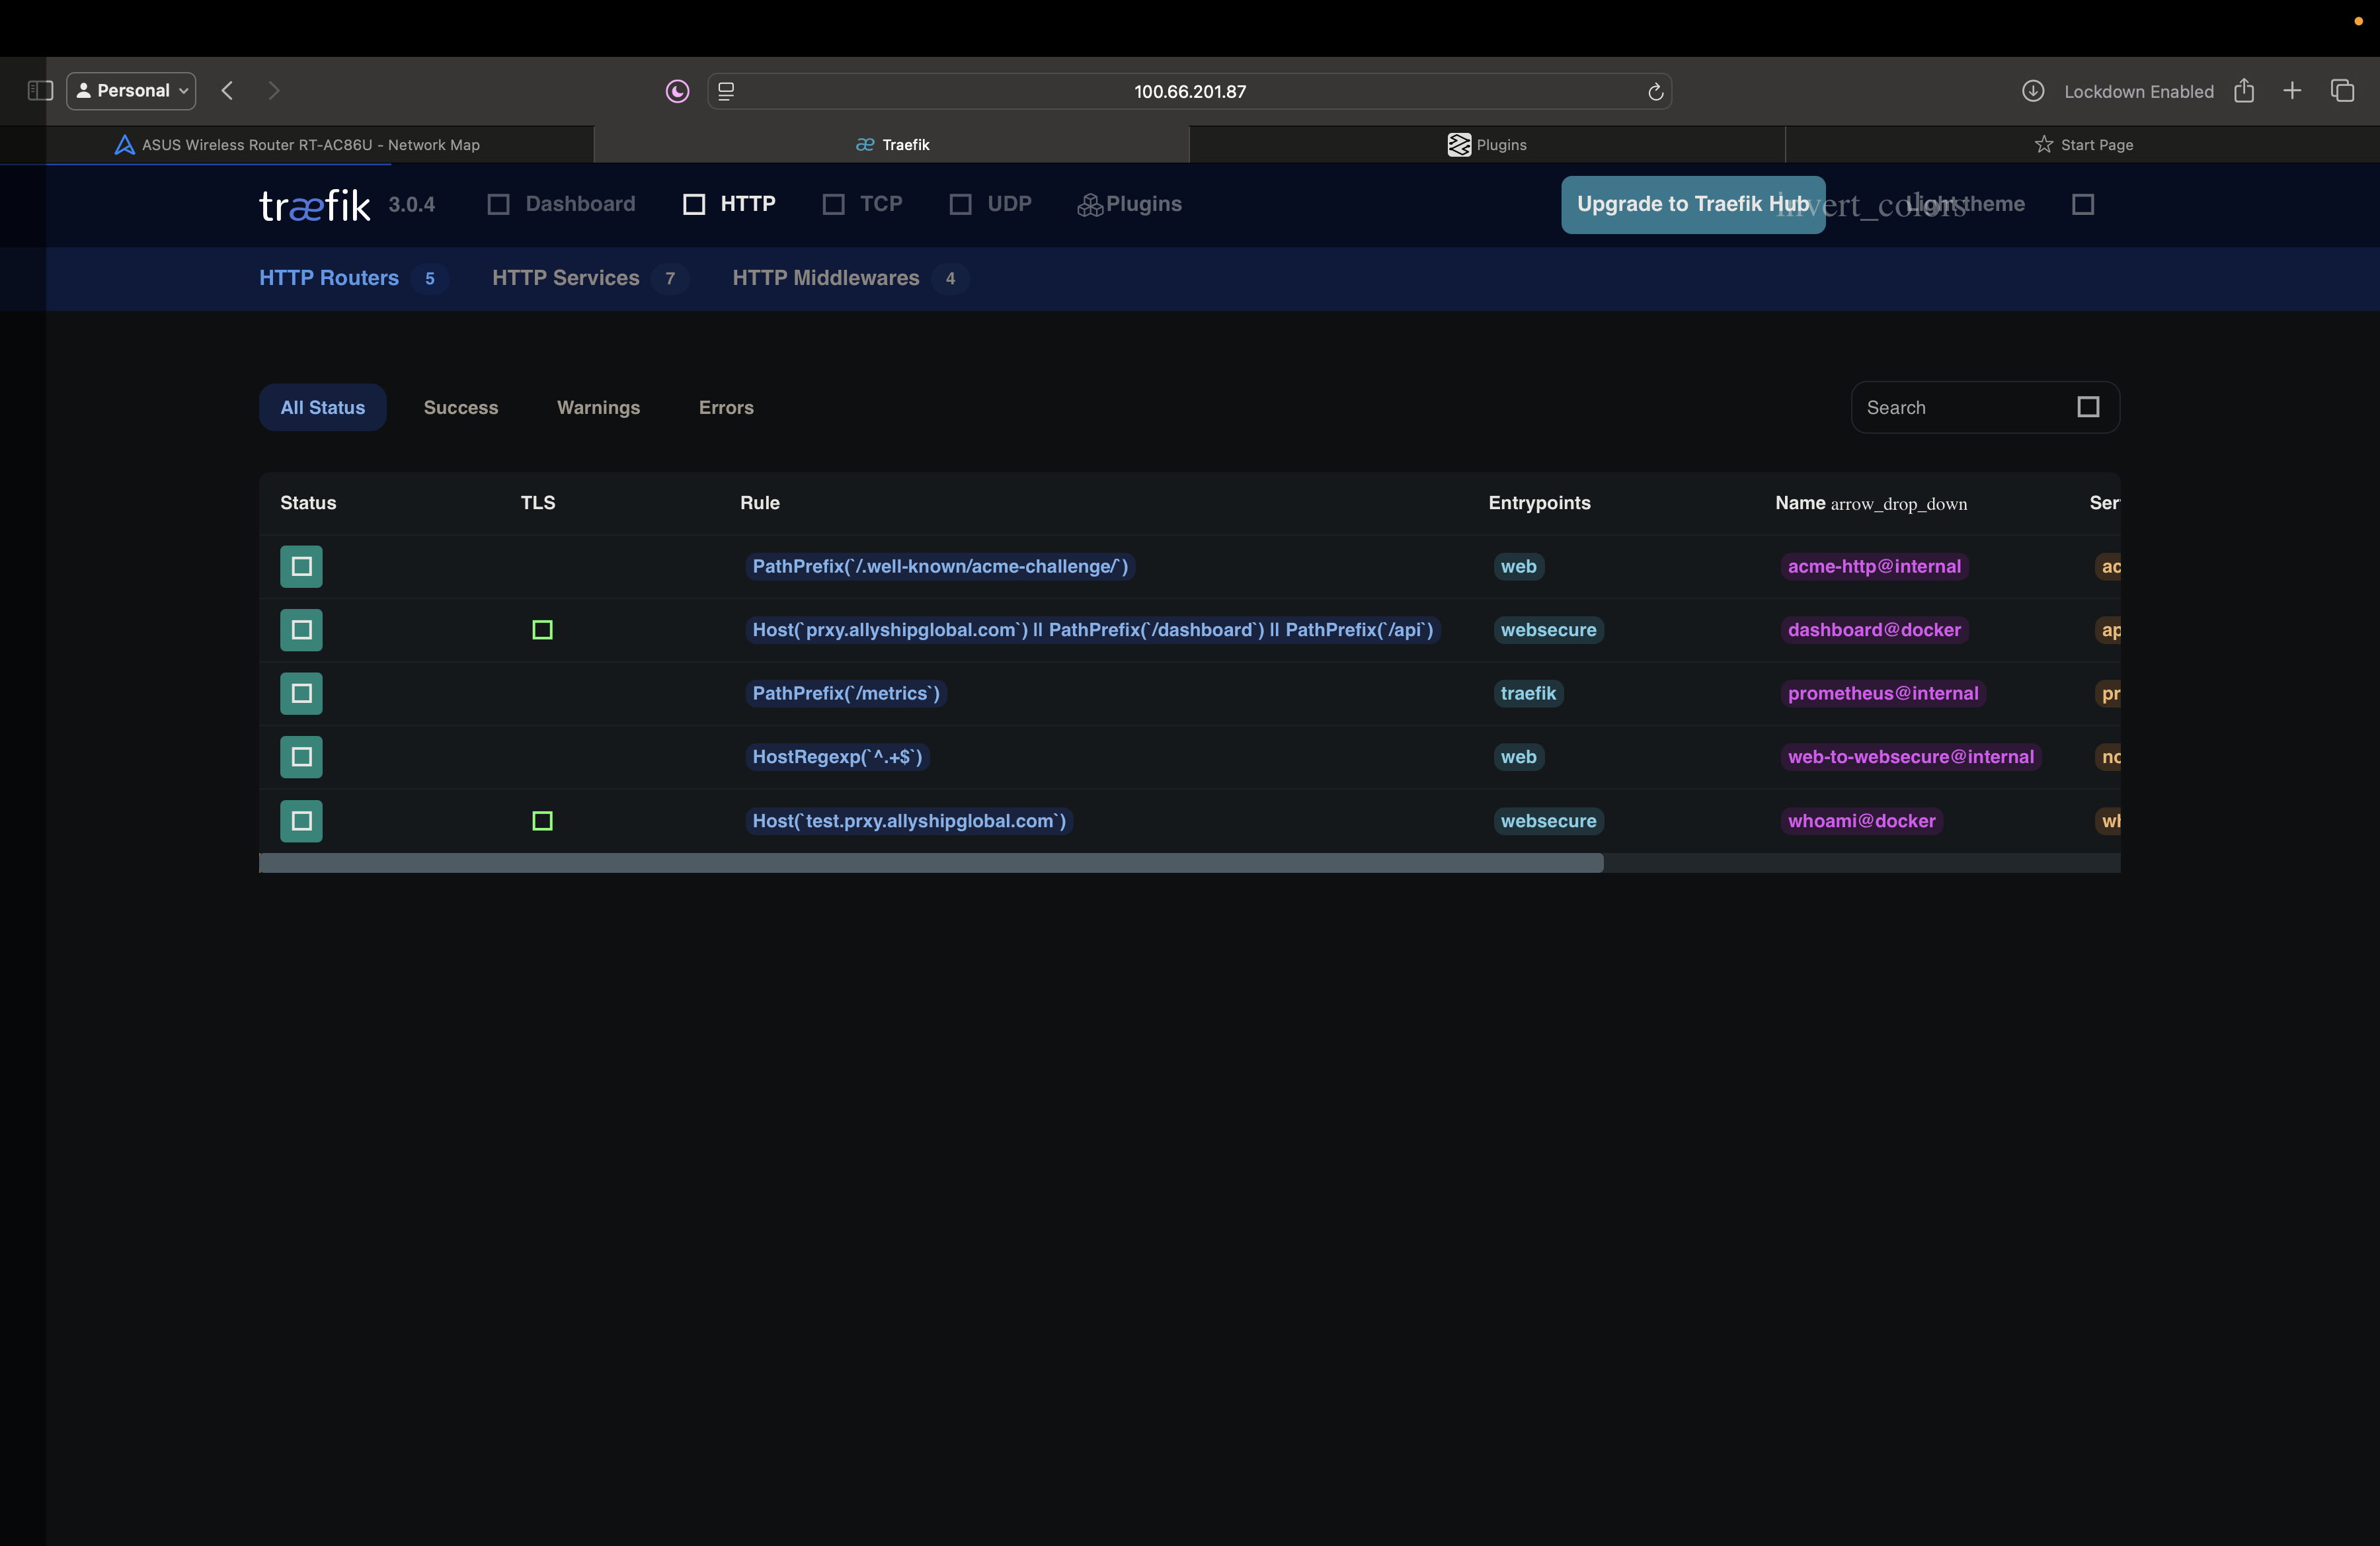 Personal
100.66.201.87
Lockdown Enabled
ASUS Wireless Router RT-AC86U - Network Map
Traefik
Plugins
Start Page
træfik 3.0.4
Dashboard
HTTP
TCP
UDP
Plugins
Upgrade to Traefik Hub
invert_colors
Light theme
HTTP Routers 5
HTTP Services 7
HTTP Middlewares 4
All Status
Success
Warnings
Errors
Search
Status TLS Rule Entrypoints Name arrow_drop_down Ser
PathPrefix(`/.well-known/acme-challenge/`) web acme-http@internal ac
Host(`prxy.allyshipglobal.com`) || PathPrefix(`/dashboard`) || PathPrefix(`/api`) websecure dashboard@docker ap
PathPrefix(`/metrics`) traefik prometheus@internal pr
HostRegexp(`^.+$`) web web-to-websecure@internal no
Host(`test.prxy.allyshipglobal.com`) websecure whoami@docker wh